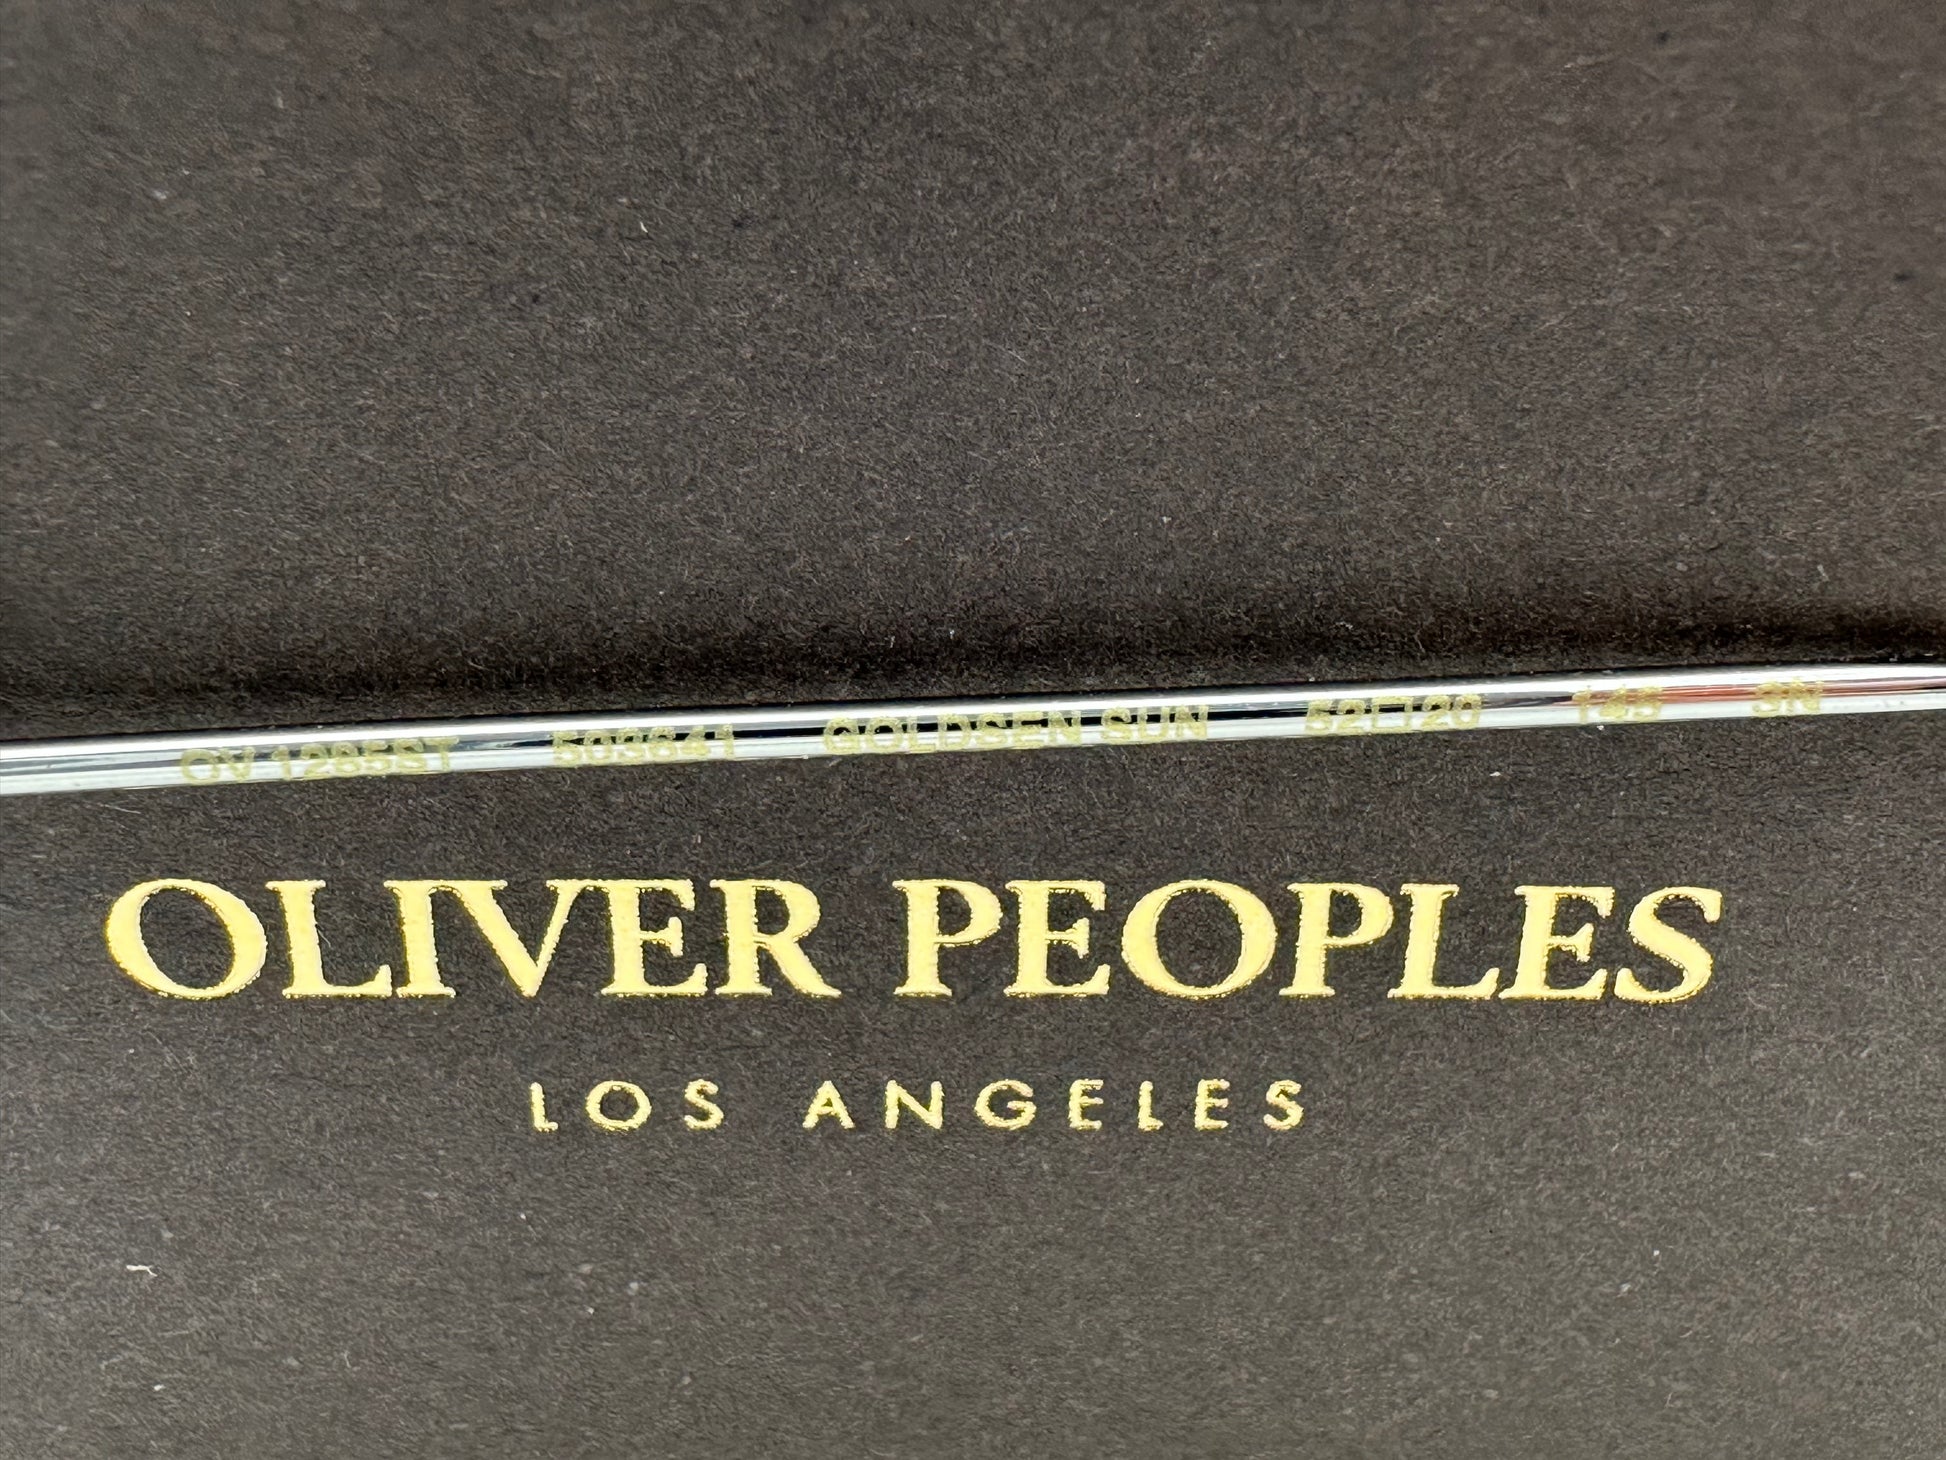 OV 1285ST 503641 GOLDSEN SUN 52□20 145 3N
OLIVER PEOPLES
LOS ANGELES